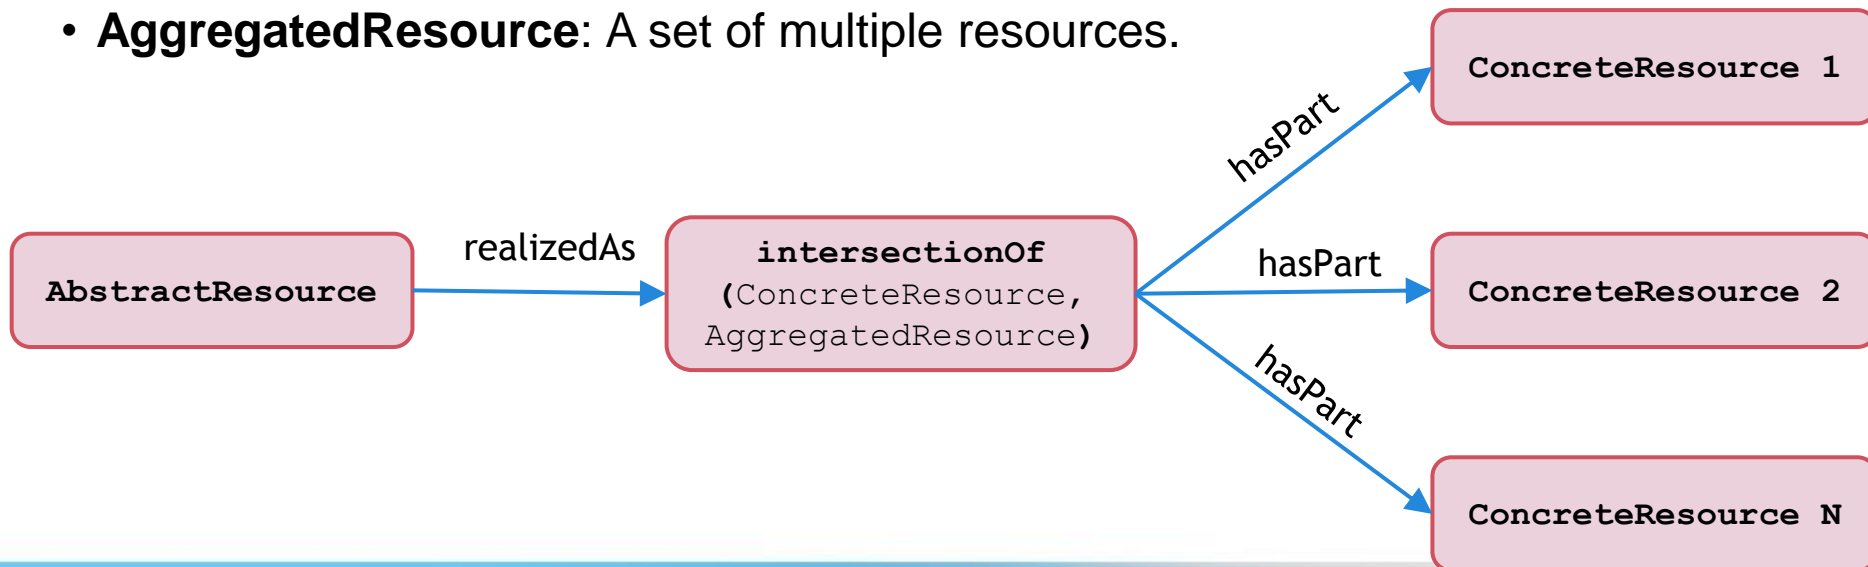 • AggregatedResource: A set of multiple resources.
ConcreteResource 1
hasPart
realizedAs
AbstractResource
intersectionOf
(ConcreteResource,
AggregatedResource)
hasPart
ConcreteResource 2
hasPart
ConcreteResource N